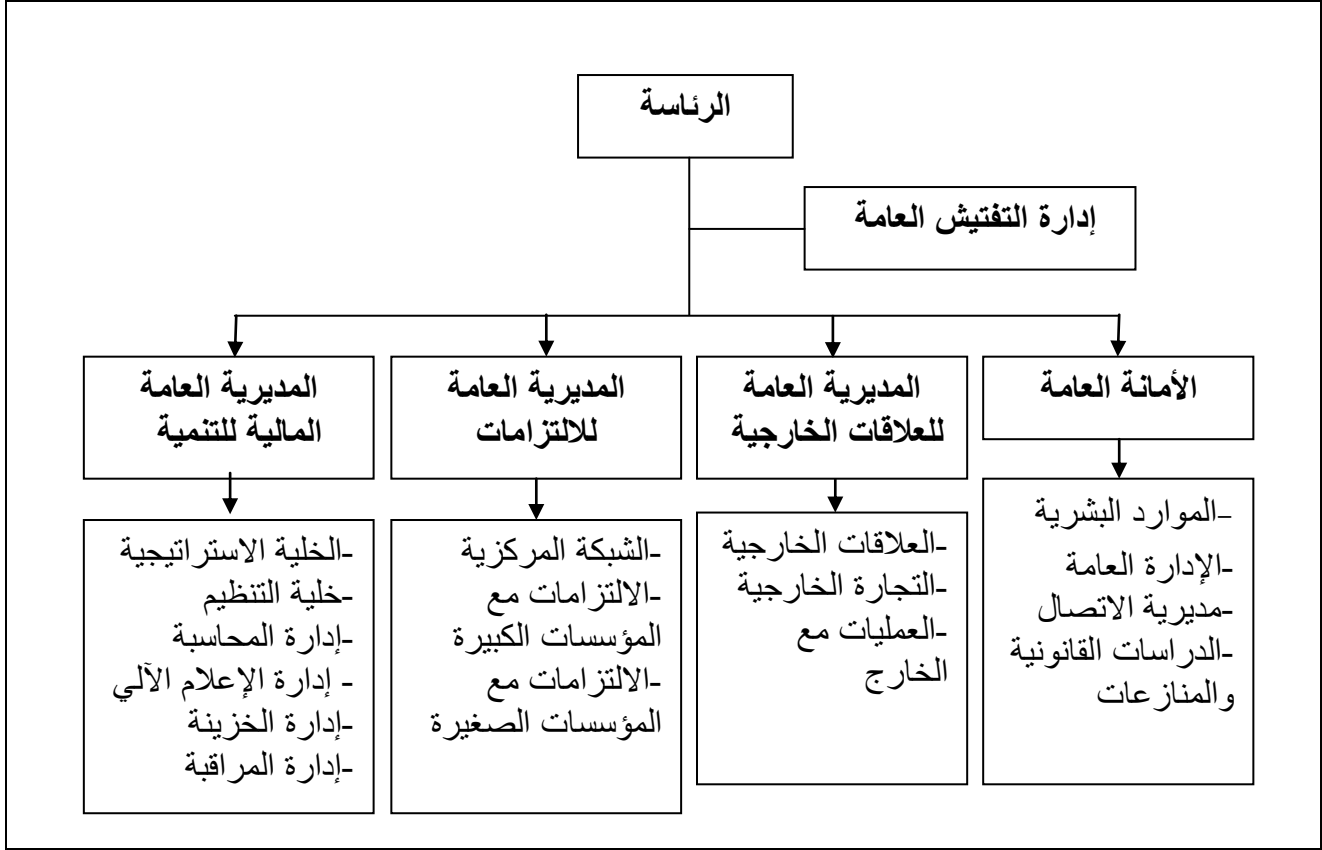 الرئاسة
إدارة التفتيش العامة
الأمانة العامة
-الموارد البشرية
-الإدارة العامة
-مديرية الاتصال
-الدراسات القانونية
والمنازعات
المديرية العامة
للعلاقات الخارجية
-العلاقات الخارجية
-التجارة الخارجية
-العمليات مع
الخارج
المديرية العامة
للالتزامات
-الشبكة المركزية
-الالتزامات مع
المؤسسات الكبيرة
-الالتزامات مع
المؤسسات الصغيرة
المديرية العامة
المالية للتنمية
-الخلية الاستراتيجية
-خلية التنظيم
-إدارة المحاسبة
- إدارة الإعلام الآلي
-إدارة الخزينة
-إدارة المراقبة